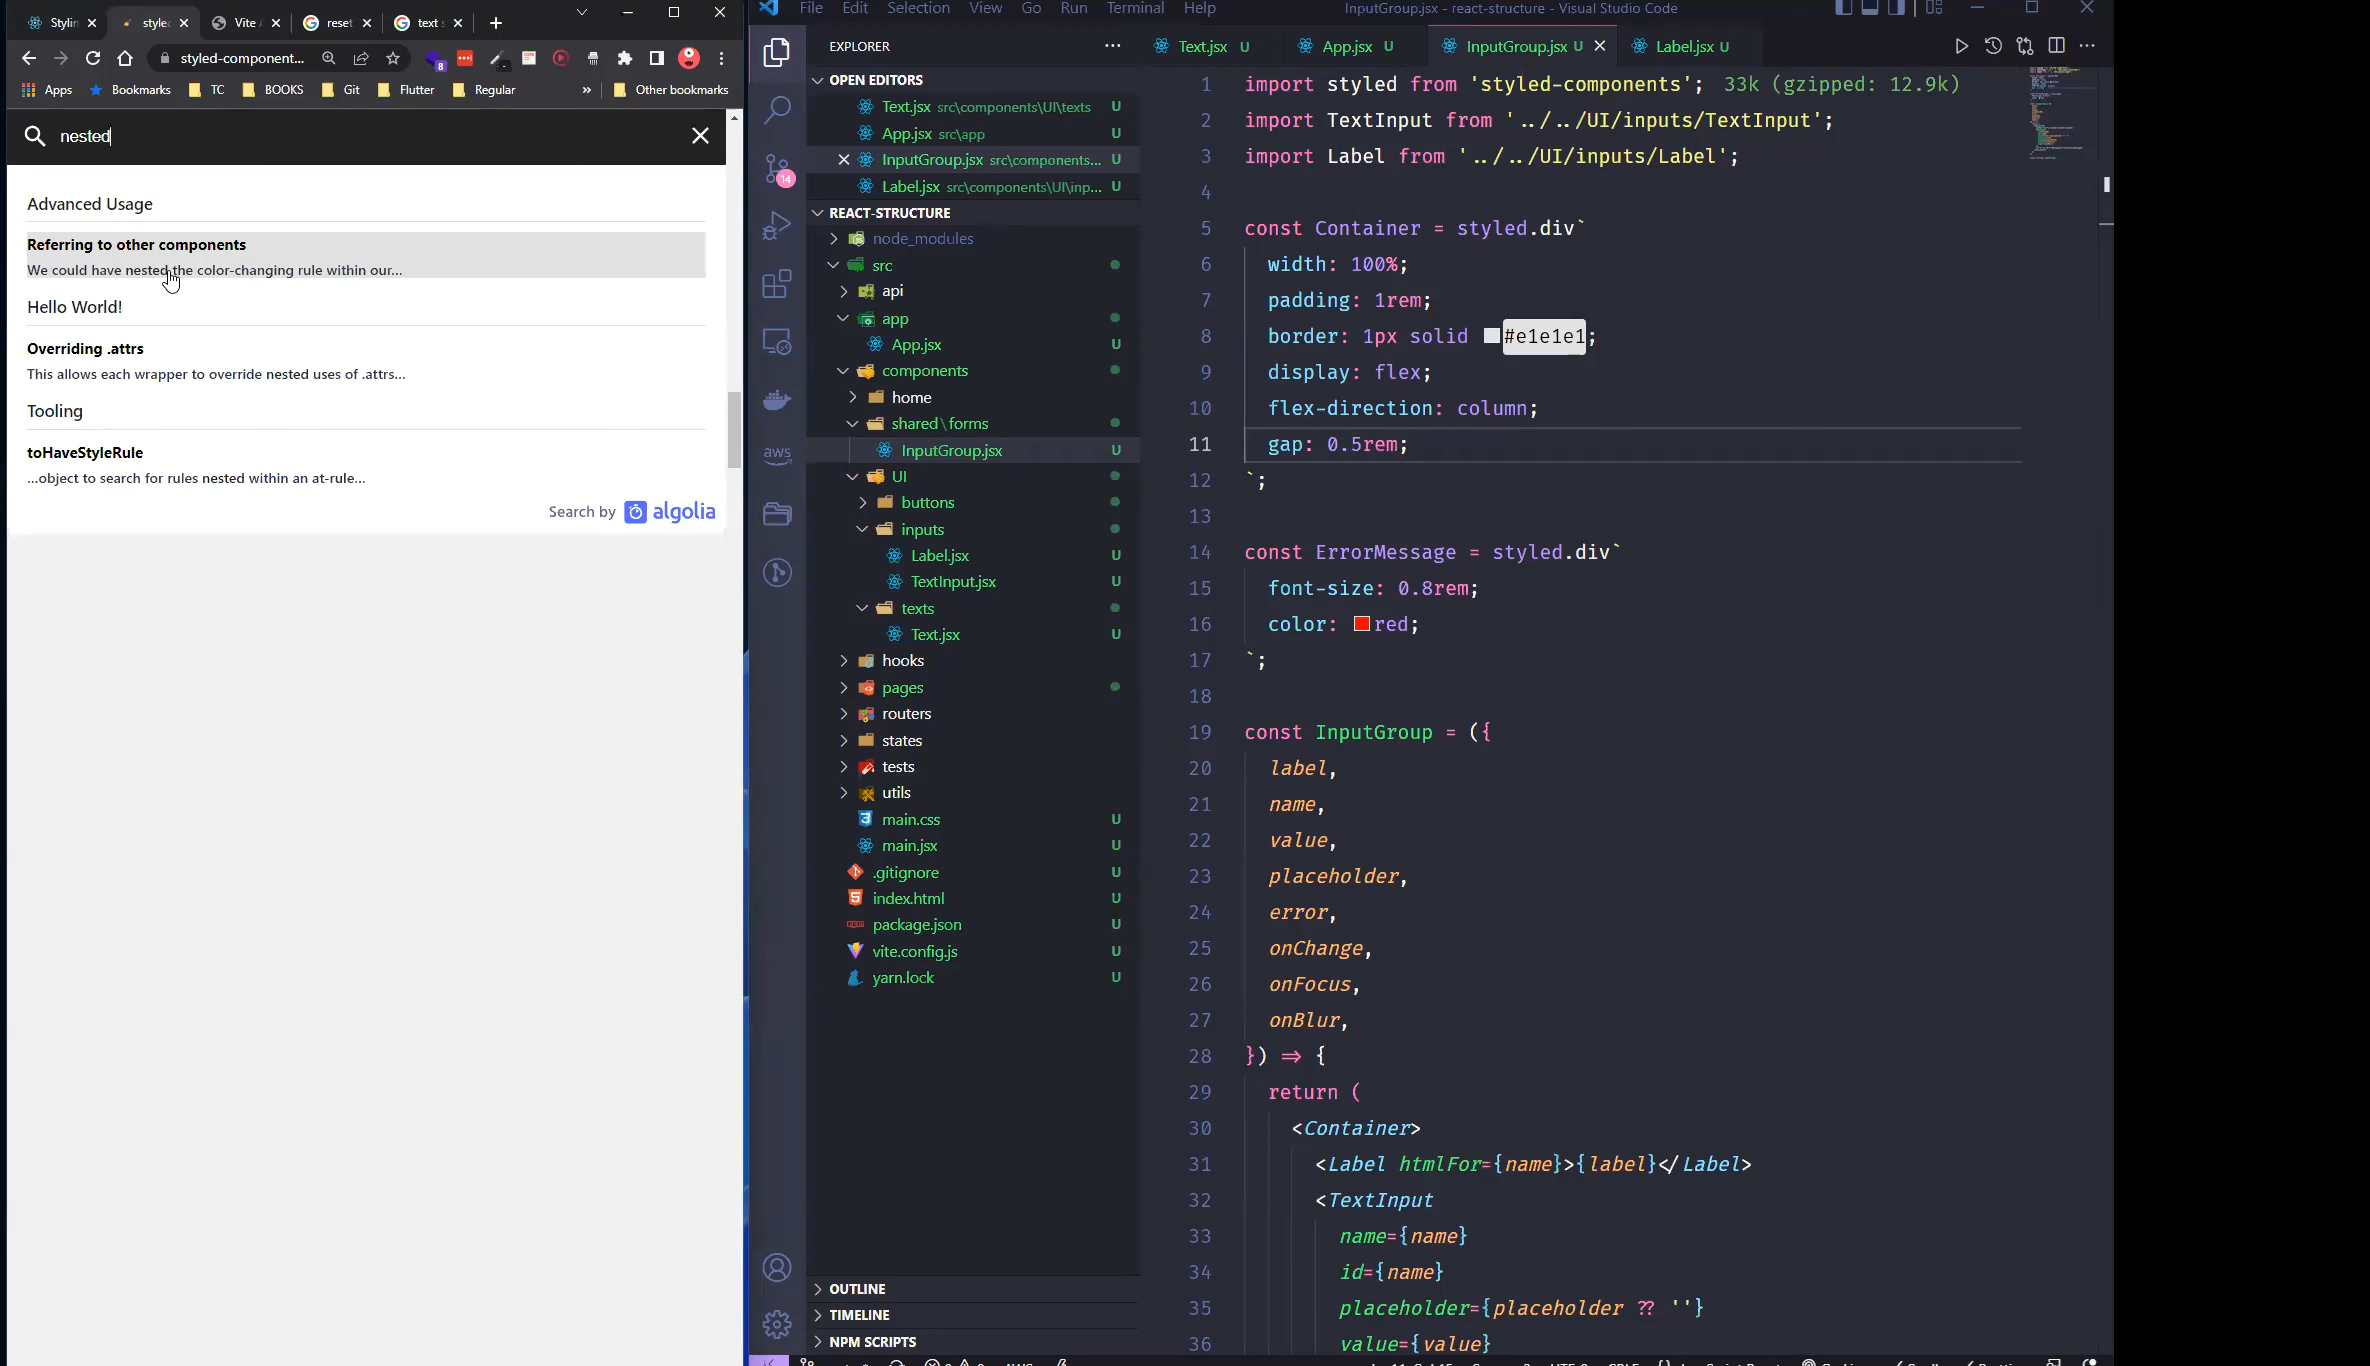 Stylin
style
Vite
reset
text
styled-component...
8
Apps
Bookmarks
TC
BOOKS
Git
Flutter
Regular
»
Other bookmarks
nested
Advanced Usage
Referring to other components
We could have nested the color-changing rule within our...
Hello World!
Overriding .attrs
This allows each wrapper to override nested uses of .attrs...
Tooling
toHaveStyleRule
...object to search for rules nested within an at-rule...
Search by algolia
File Edit Selection View Go Run Terminal Help
InputGroup.jsx - react-structure - Visual Studio Code
EXPLORER
OPEN EDITORS
Text.jsx src\components\UI\texts U
App.jsx src\app U
InputGroup.jsx src\components... U
Label.jsx src\components\UI\inp... U
14
aws
REACT-STRUCTURE
node_modules
src
api
app
App.jsx U
components
home
shared\forms
InputGroup.jsx U
UI
buttons
inputs
Label.jsx U
TextInput.jsx U
texts
Text.jsx U
hooks
pages
routers
states
tests
utils
main.css U
main.jsx U
.gitignore U
index.html U
package.json U
vite.config.js U
yarn.lock U
OUTLINE
TIMELINE
NPM SCRIPTS
Text.jsx U
App.jsx U
InputGroup.jsx U
Label.jsx U
1 import styled from 'styled-components'; 33k (gzipped: 12.9k)
2 import TextInput from '../../UI/inputs/TextInput';
3 import Label from '../../UI/inputs/Label';
4
5 const Container = styled.div`
6 width: 100%;
7 padding: 1rem;
8 border: 1px solid #e1e1e1;
9 display: flex;
10 flex-direction: column;
11 gap: 0.5rem;
12 `;
13
14 const ErrorMessage = styled.div`
15 font-size: 0.8rem;
16 color: red;
17 `;
18
19 const InputGroup = ({
20 label,
21 name,
22 value,
23 placeholder,
24 error,
25 onChange,
26 onFocus,
27 onBlur,
28 }) => {
29 return (
30 <Container>
31 <Label htmlFor={name}>{label}</Label>
32 <TextInput
33 name={name}
34 id={name}
35 placeholder={placeholder ?? ''}
36 value={value}